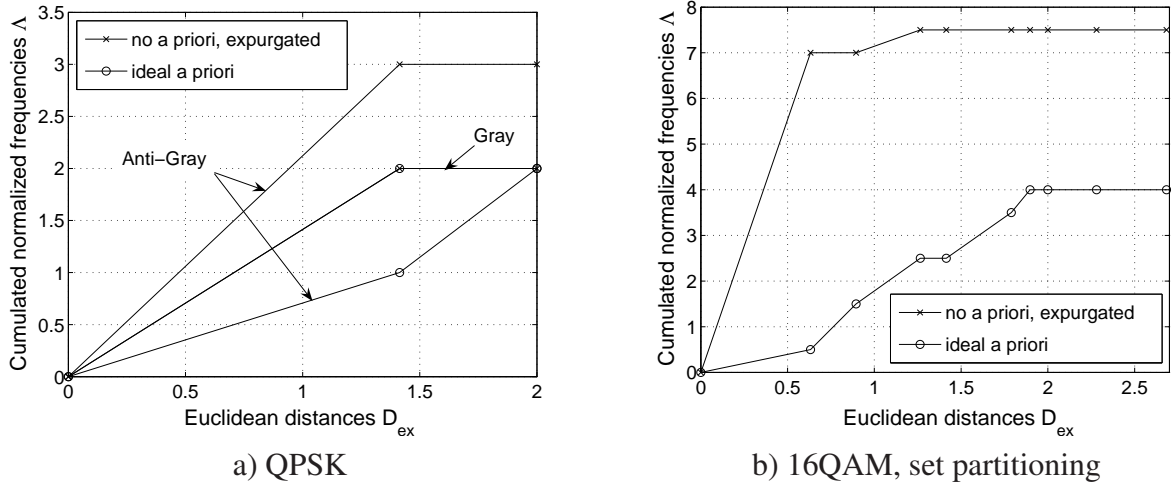 Cumulated normalized frequencies Λ
4
3.5
3
2.5
2
1.5
1
0.5
0
0
0.5
1
1.5
2
no a priori, expurgated
ideal a priori
Anti−Gray
Gray
Euclidean distances D_ex
a) QPSK
Cumulated normalized frequencies Λ
8
7
6
5
4
3
2
1
0
0
0.5
1
1.5
2
2.5
no a priori, expurgated
ideal a priori
Euclidean distances D_ex
b) 16QAM, set partitioning